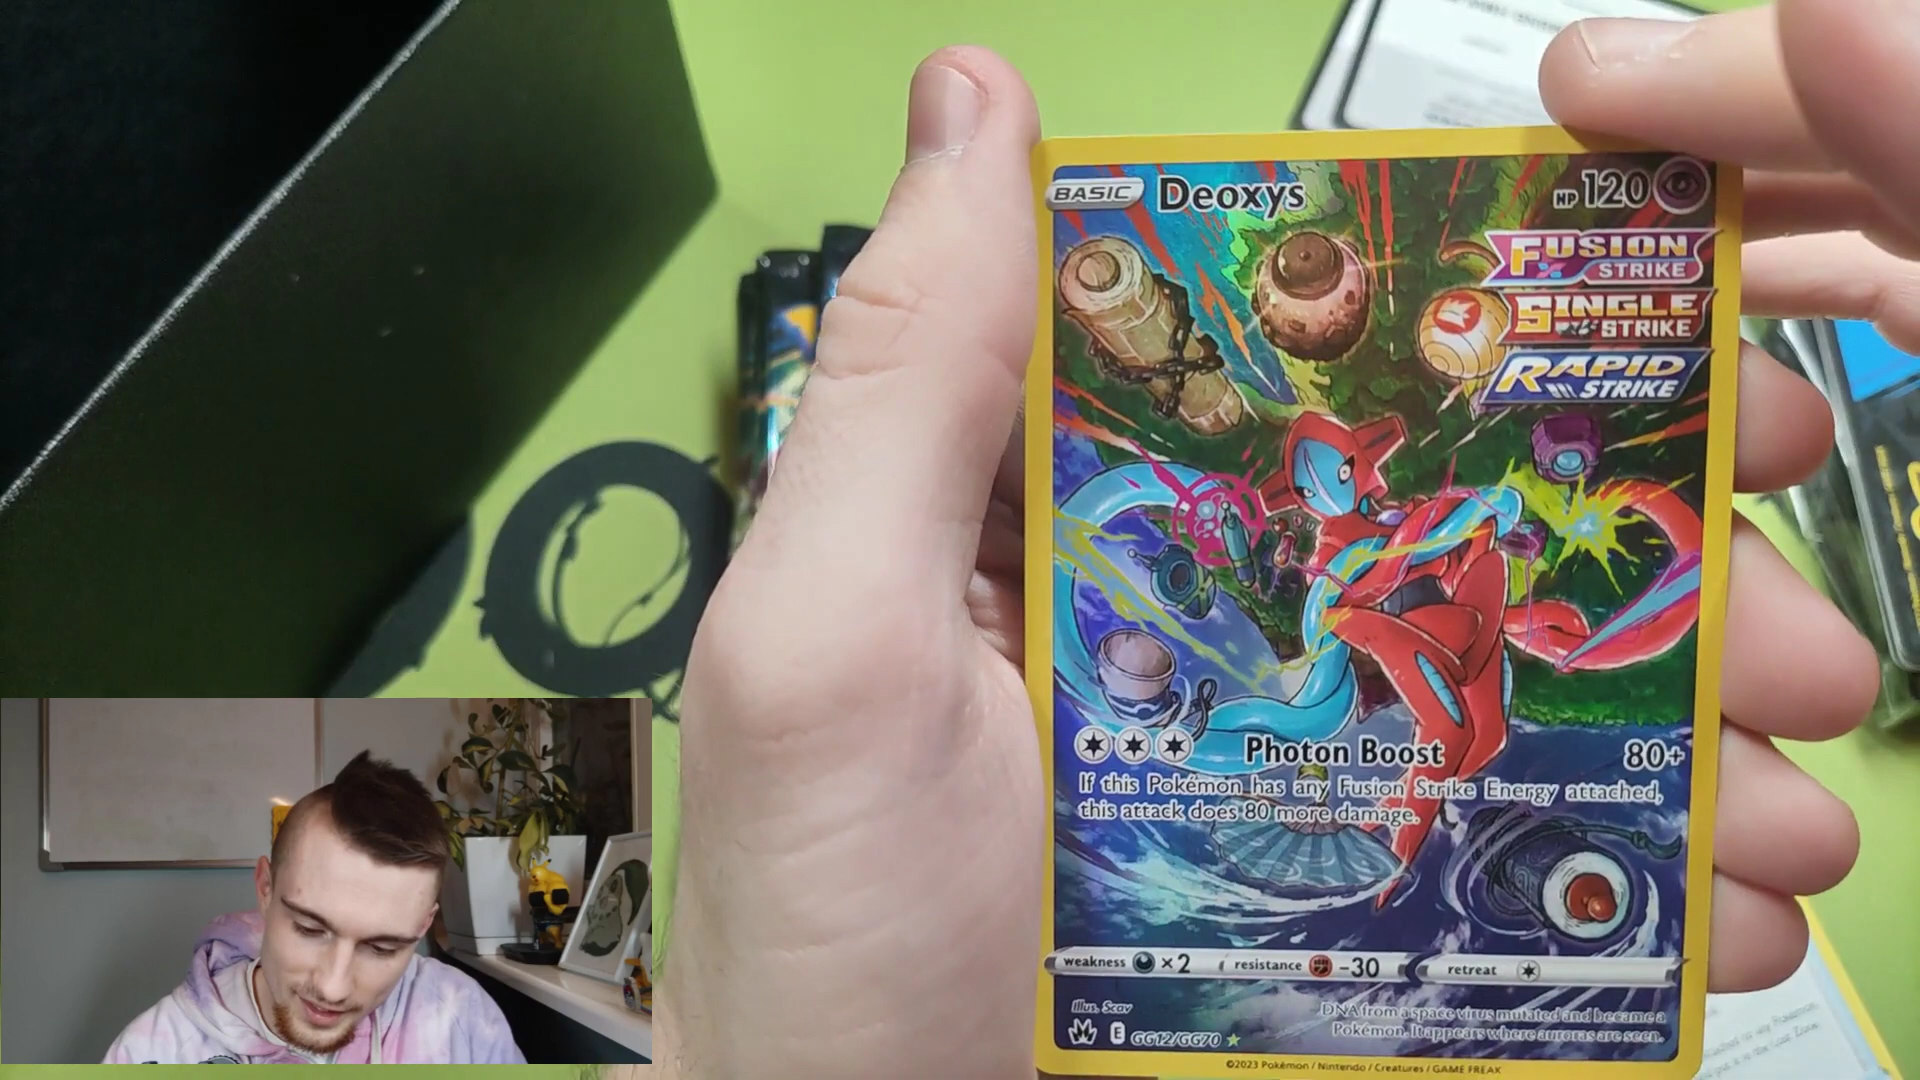 BASIC Deoxys HP 120
FUSION
STRIKE
SINGLE
STRIKE
RAPID
STRIKE
Photon Boost 80+
If this Pokémon has any Fusion Strike Energy attached,
this attack does 80 more damage.
weakness ×2 resistance -30 retreat
Illus. Scav
DNA from a space virus mutated and became a
Pokémon. It appears where auroras are seen.
E GG12/GG70
©2023 Pokémon / Nintendo / Creatures / GAME FREAK